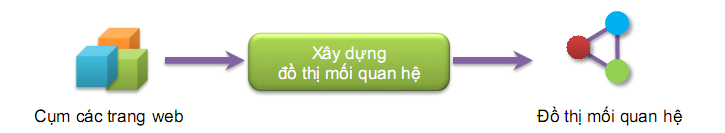 Xây dựng
đồ thị mối quan hệ
Cụm các trang web
Đồ thị mối quan hệ